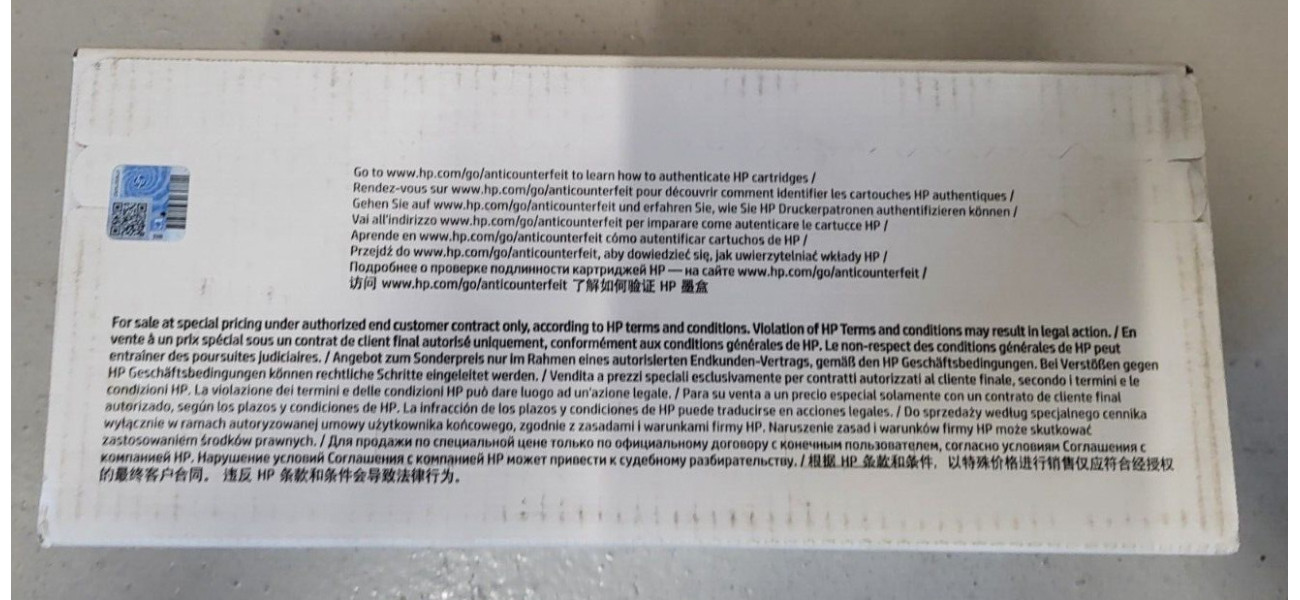 Go to www.hp.com/go/anticounterfeit to learn how to authenticate HP cartridges /
Rendez-vous sur www.hp.com/go/anticounterfeit pour découvrir comment identifier les cartouches HP authentiques /
Gehen Sie auf www.hp.com/go/anticounterfeit und erfahren Sie, wie Sie HP Druckerpatronen authentifizieren können /
Vai all'indirizzo www.hp.com/go/anticounterfeit per imparare come autenticare le cartucce HP /
Aprende en www.hp.com/go/anticounterfeit cómo autentificar cartuchos de HP /
Przejdź do www.hp.com/go/anticounterfeit, aby dowiedzieć się, jak uwierzytelniać wkłady HP /
Подробнее о проверке подлинности картриджей HP — на сайте www.hp.com/go/anticounterfeit /
访问 www.hp.com/go/anticounterfeit 了解如何验证 HP 墨盒
For sale at special pricing under authorized end customer contract only, according to HP terms and conditions. Violation of HP Terms and conditions may result in legal action. / En
vente à un prix spécial sous un contrat de client final autorisé uniquement, conformément aux conditions générales de HP. Le non-respect des conditions générales de HP peut
entraîner des poursuites judiciaires. / Angebot zum Sonderpreis nur im Rahmen eines autorisierten Endkunden-Vertrags, gemäß den HP Geschäftsbedingungen. Bei Verstößen gegen
HP Geschäftsbedingungen können rechtliche Schritte eingeleitet werden. / Vendita a prezzi speciali esclusivamente per contratti autorizzati al cliente finale, secondo i termini e le
condizioni HP. La violazione dei termini e delle condizioni HP può dare luogo ad un'azione legale. / Para su venta a un precio especial solamente con un contrato de cliente final
autorizado, según los plazos y condiciones de HP. La infracción de los plazos y condiciones de HP puede traducirse en acciones legales. / Do sprzedaży według specjalnego cennika
wyłącznie w ramach autoryzowanej umowy użytkownika końcowego, zgodnie z zasadami i warunkami firmy HP. Naruszenie zasad i warunków firmy HP może skutkować
zastosowaniem środków prawnych. / Для продажи по специальной цене только по официальному договору с конечным пользователем, согласно условиям Соглашения с
компанией HP. Нарушение условий Соглашения с компанией HP может привести к судебному разбирательству. / 根据 HP 条款和条件，以特殊价格进行销售仅应符合经授权
的最终客户合同。 违反 HP 条款和条件会导致法律行为。